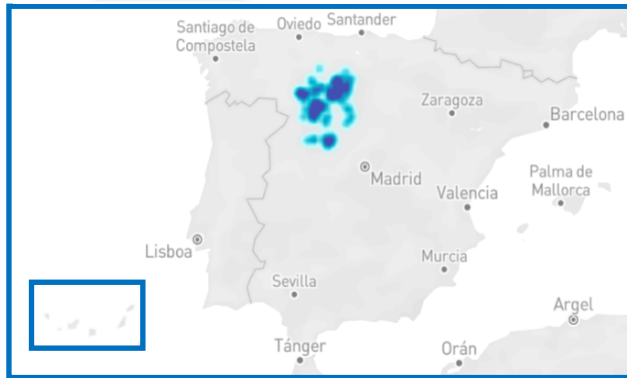 Santiago de
Compostela
Oviedo
Santander
Zaragoza
Barcelona
Madrid
Palma de
Mallorca
Valencia
Lisboa
Murcia
Sevilla
Argel
Tánger
Orán